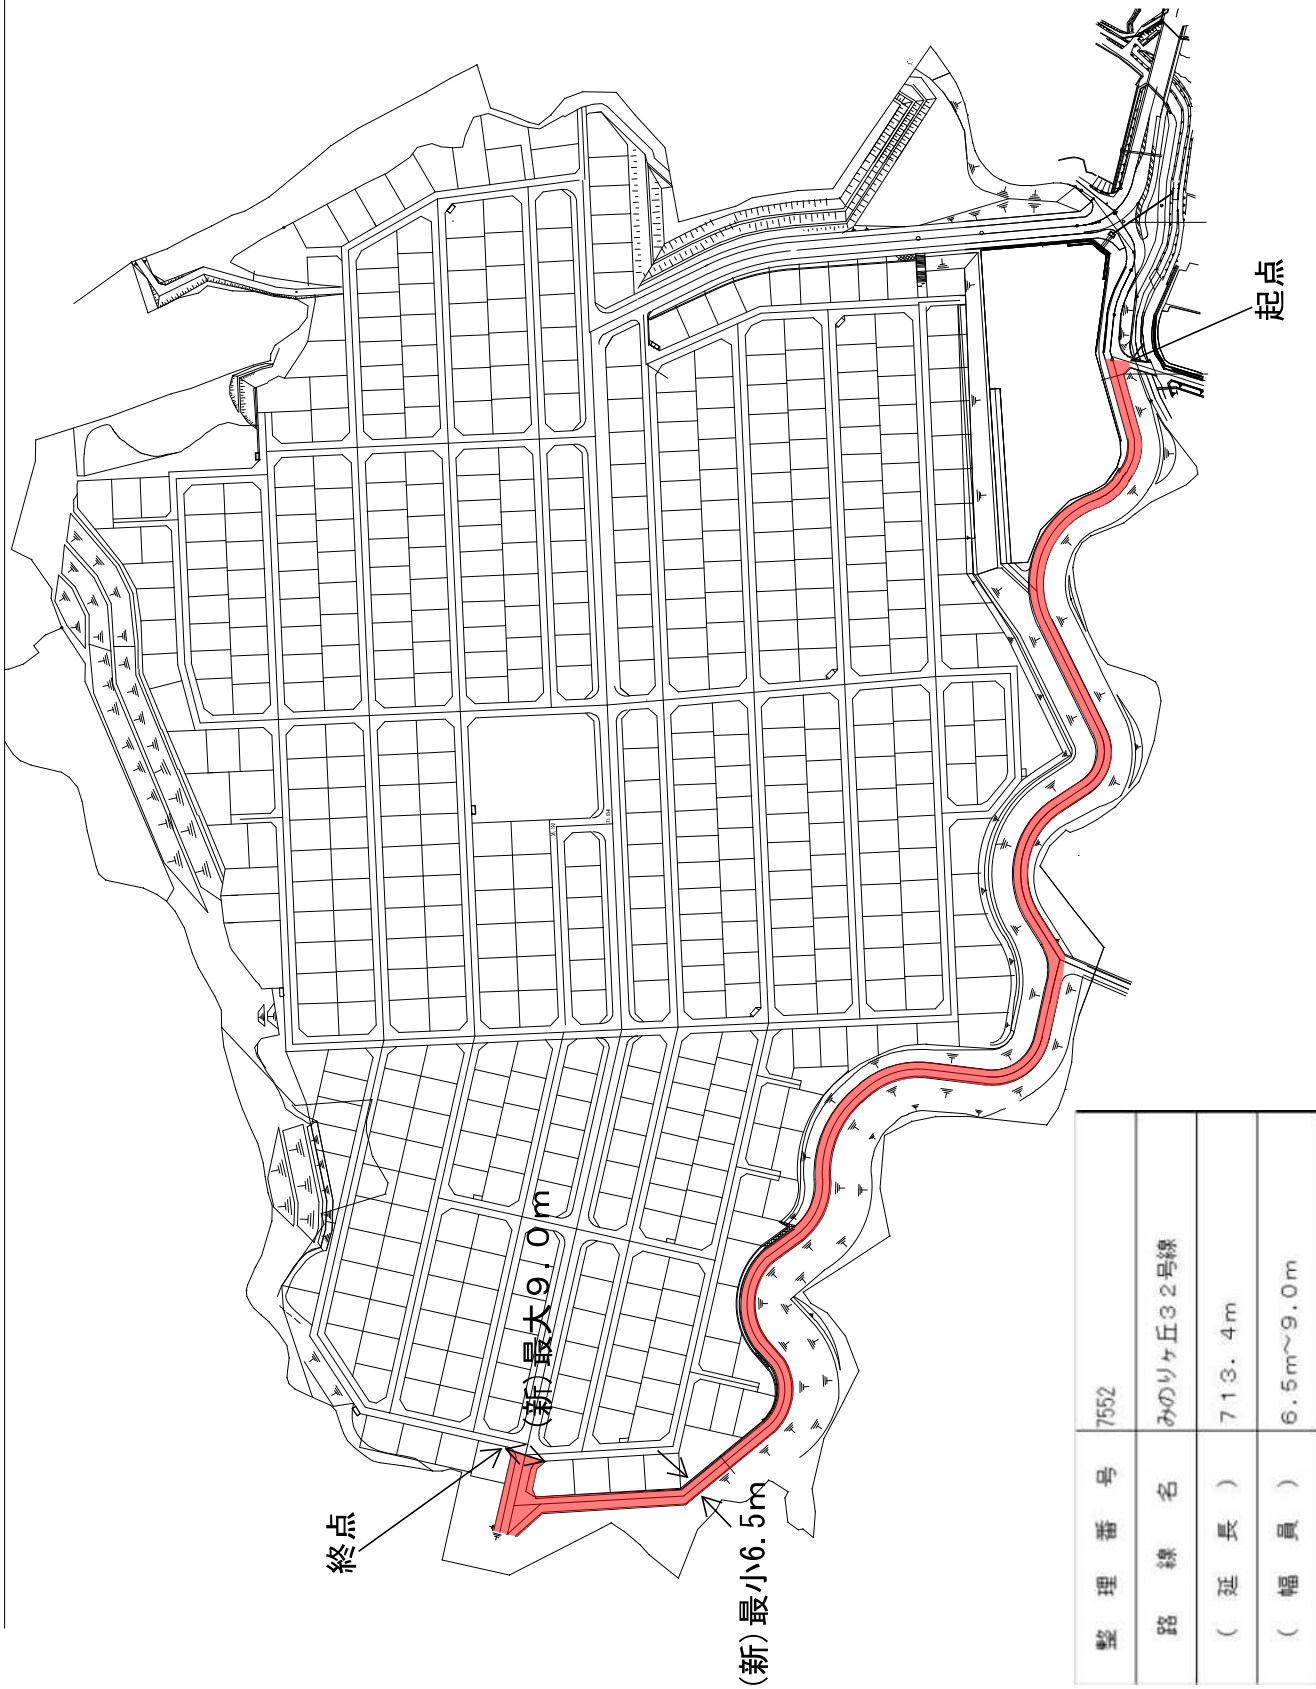 終点
(新)最大9.0m
(新)最小6.5m
起点
整理番号 7552
路線名 みのりヶ丘32号線
(延長) 713.4m
(幅員) 6.5m~9.0m